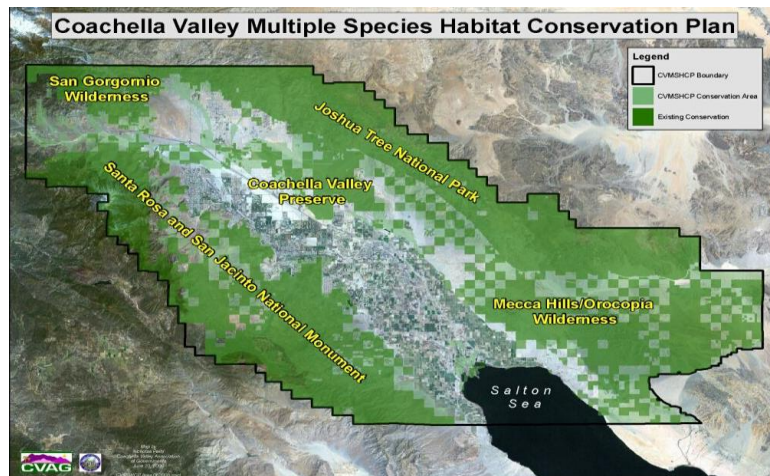 Coachella Valley Multiple Species Habitat Conservation Plan
Legend
CVMSHCP Boundary
CVMSHCP Conservation Area
Existing Conservation
San Gorgornio
Wilderness
Joshua Tree National Park
Coachella Valley
Preserve
Santa Rosa and San Jacinto National Monument
Mecca Hills/Orocopia
Wilderness
Salton
Sea
CVAG